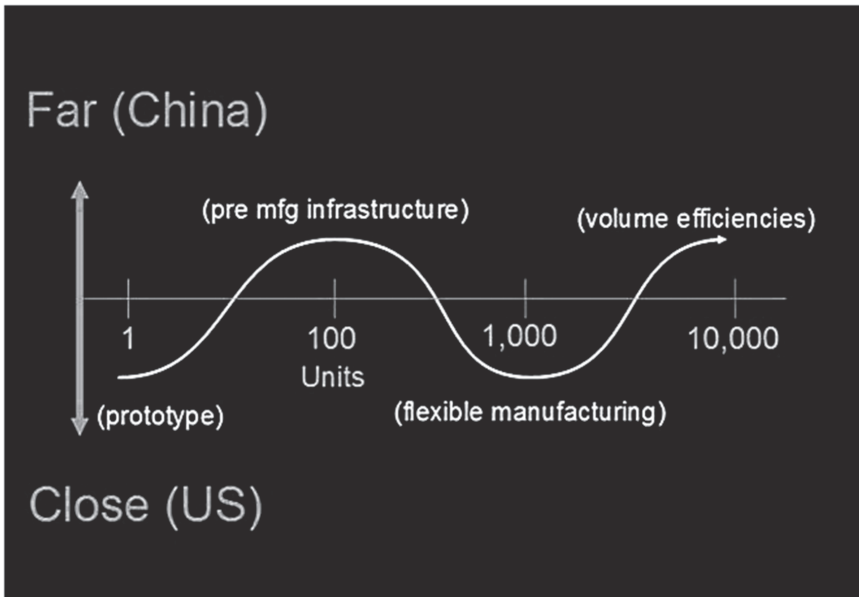 Far (China)
(pre mfg infrastructure)
(volume efficiencies)
1
100
1,000
10,000
Units
(prototype)
(flexible manufacturing)
Close (US)